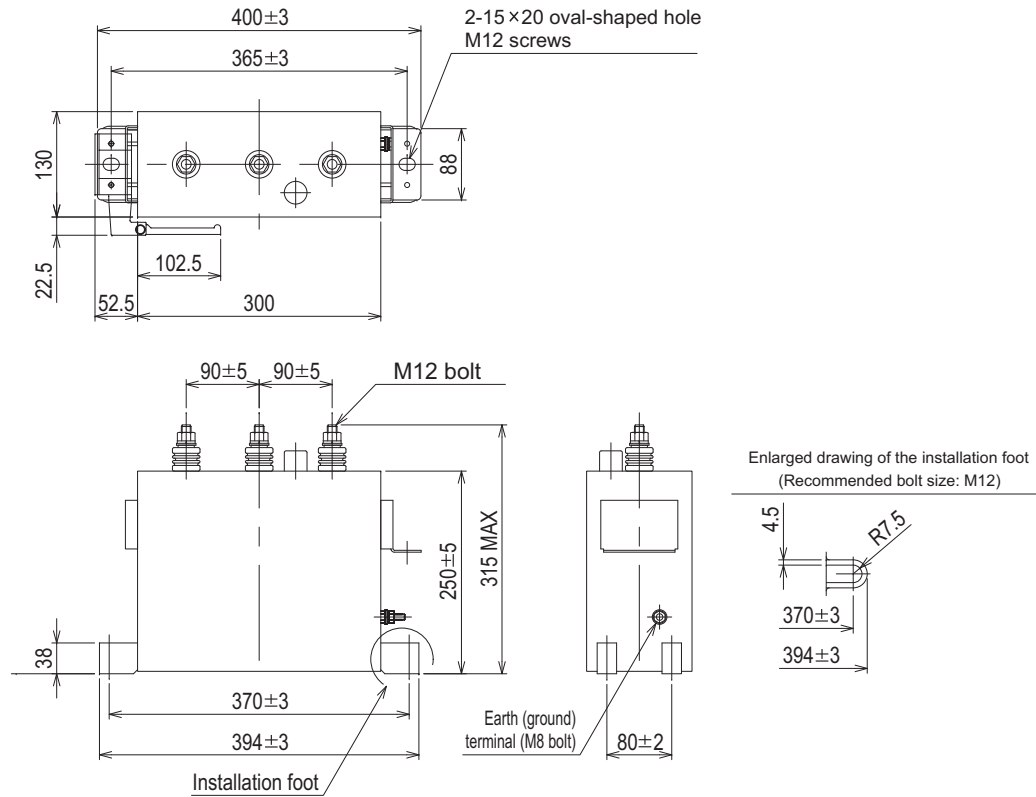 400±3
2-15×20 oval-shaped hole
M12 screws
365±3
130
88
22.5
102.5
52.5
300
90±5
90±5
M12 bolt
250±5
315 MAX
38
370±3
394±3
Installation foot
Earth (ground)
terminal (M8 bolt)
80±2
Enlarged drawing of the installation foot
(Recommended bolt size: M12)
4.5
R7.5
370±3
394±3